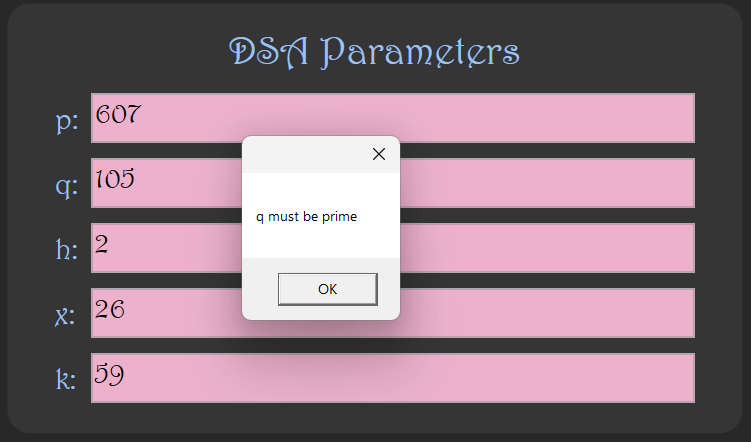 DSA Parameters
p: 607
q: 105
h: 2
x: 26
k: 59
q must be prime
OK